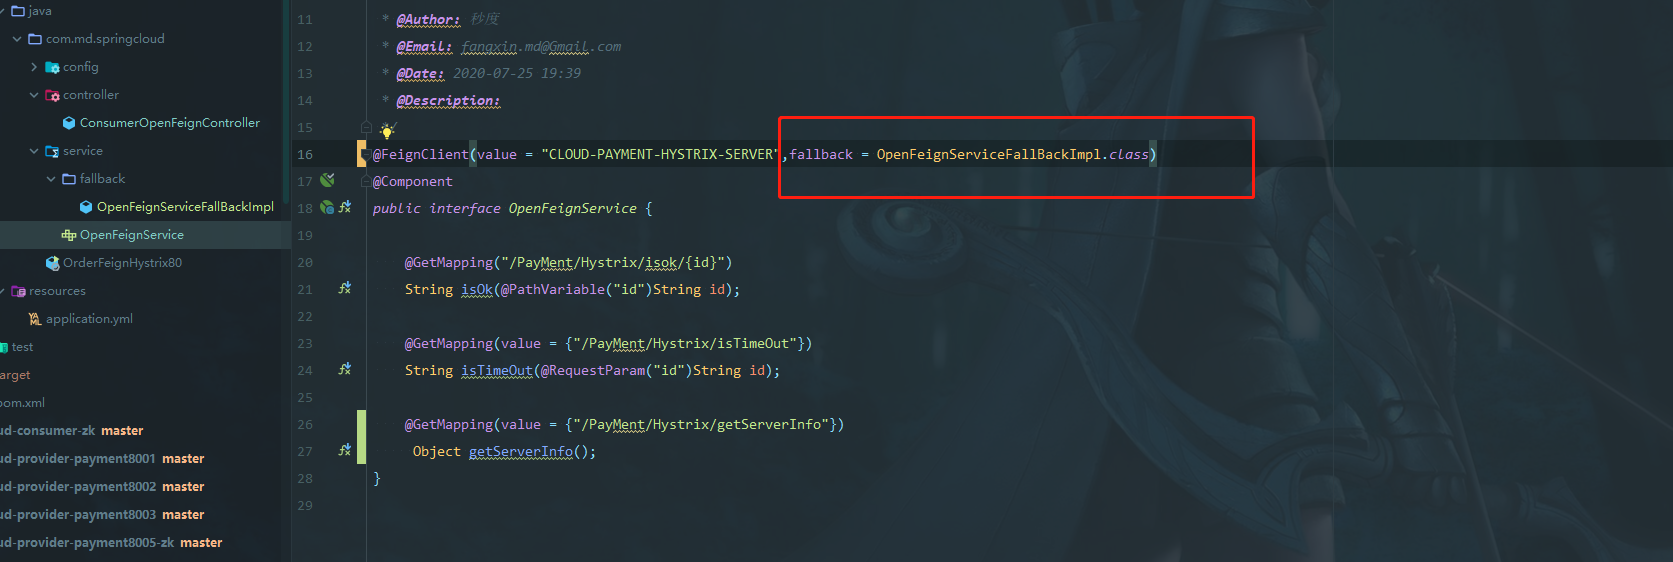 java
com.md.springcloud
config
controller
ConsumerOpenFeignController
service
fallback
OpenFeignServiceFallBackImpl
OpenFeignService
OrderFeignHystrix80
resources
application.yml
test
arget
oom.xml
ud-consumer-zk master
ud-provider-payment8001 master
ud-provider-payment8002 master
ud-provider-payment8003 master
ud-provider-payment8005-zk master
11 * @Author: 秒度
12 * @Email: fangxin.md@Gmail.com
13 * @Date: 2020-07-25 19:39
14 * @Description:
15
16 @FeignClient(value = "CLOUD-PAYMENT-HYSTRIX-SERVER",fallback = OpenFeignServiceFallBackImpl.class)
17 @Component
18 public interface OpenFeignService {
19
20 @GetMapping("/PayMent/Hystrix/isok/{id}")
21 String isOk(@PathVariable("id")String id);
22
23 @GetMapping(value = {"/PayMent/Hystrix/isTimeOut"})
24 String isTimeOut(@RequestParam("id")String id);
25
26 @GetMapping(value = {"/PayMent/Hystrix/getServerInfo"})
27 Object getServerInfo();
28 }
29